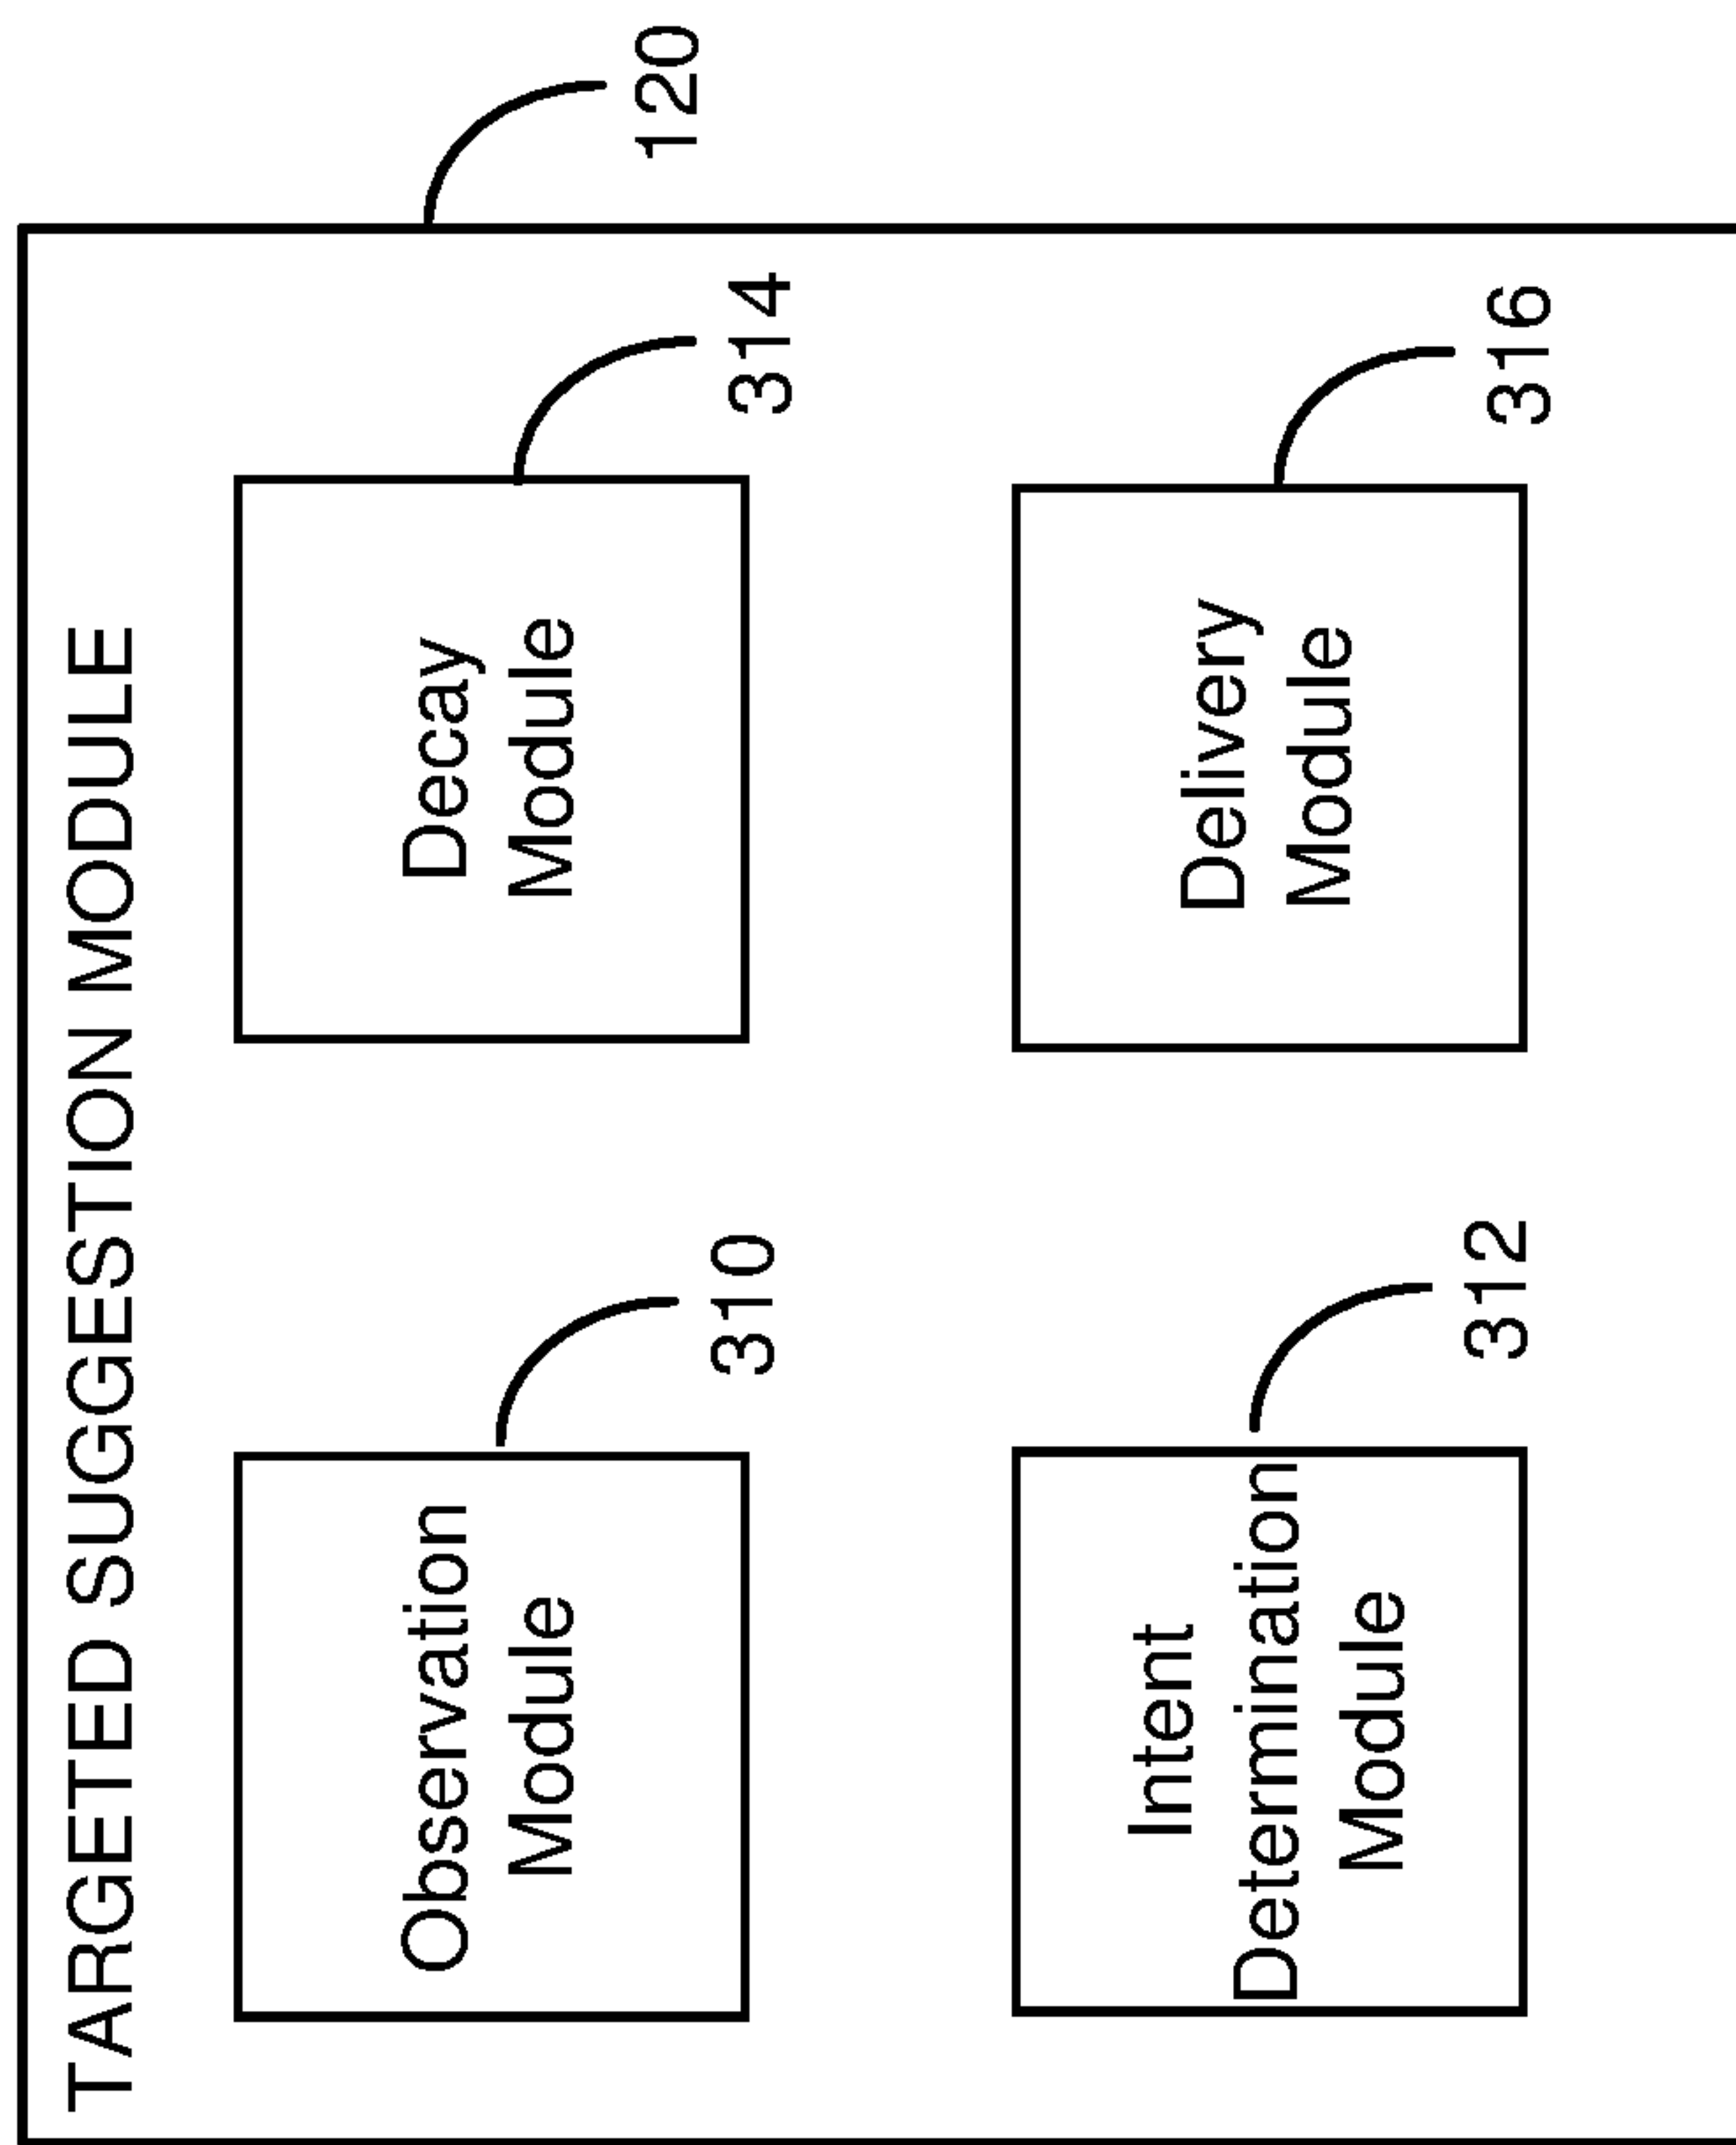 TARGETED SUGGESTION MODULE
120
Observation
Module
310
Decay
Module
314
Intent
Determination
Module
312
Delivery
Module
316